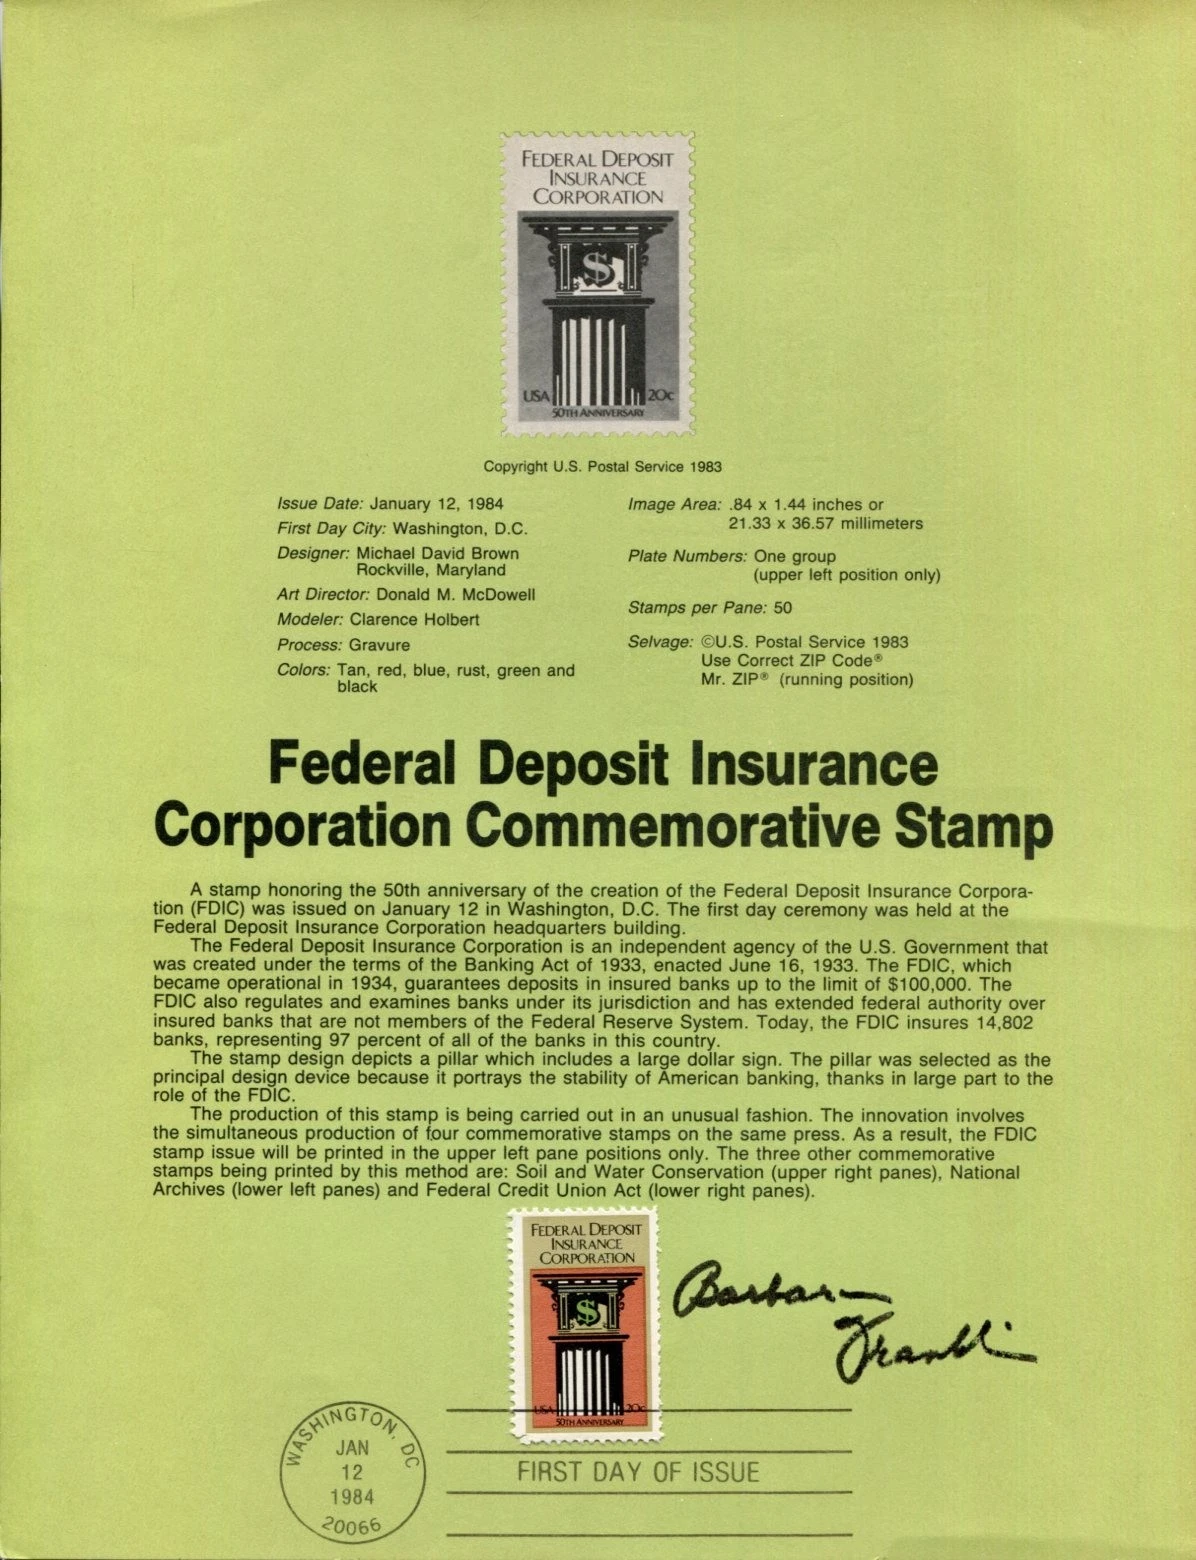 FEDERAL DEPOSIT
INSURANCE
CORPORATION
$
USA 20c
50TH ANNIVERSARY
Copyright U.S. Postal Service 1983
Issue Date: January 12, 1984
First Day City: Washington, D.C.
Designer: Michael David Brown
Rockville, Maryland
Art Director: Donald M. McDowell
Modeler: Clarence Holbert
Process: Gravure
Colors: Tan, red, blue, rust, green and
black
Image Area: .84 x 1.44 inches or
21.33 x 36.57 millimeters
Plate Numbers: One group
(upper left position only)
Stamps per Pane: 50
Selvage: ©U.S. Postal Service 1983
Use Correct ZIP Code®
Mr. ZIP® (running position)
Federal Deposit Insurance
Corporation Commemorative Stamp
A stamp honoring the 50th anniversary of the creation of the Federal Deposit Insurance Corpora-
tion (FDIC) was issued on January 12 in Washington, D.C. The first day ceremony was held at the
Federal Deposit Insurance Corporation headquarters building.
The Federal Deposit Insurance Corporation is an independent agency of the U.S. Government that
was created under the terms of the Banking Act of 1933, enacted June 16, 1933. The FDIC, which
became operational in 1934, guarantees deposits in insured banks up to the limit of $100,000. The
FDIC also regulates and examines banks under its jurisdiction and has extended federal authority over
insured banks that are not members of the Federal Reserve System. Today, the FDIC insures 14,802
banks, representing 97 percent of all of the banks in this country.
The stamp design depicts a pillar which includes a large dollar sign. The pillar was selected as the
principal design device because it portrays the stability of American banking, thanks in large part to the
role of the FDIC.
The production of this stamp is being carried out in an unusual fashion. The innovation involves
the simultaneous production of four commemorative stamps on the same press. As a result, the FDIC
stamp issue will be printed in the upper left pane positions only. The three other commemorative
stamps being printed by this method are: Soil and Water Conservation (upper right panes), National
Archives (lower left panes) and Federal Credit Union Act (lower right panes).
FEDERAL DEPOSIT
INSURANCE
CORPORATION
$
USA 20c
50TH ANNIVERSARY
Barbara
Franklin
WASHINGTON, DC
JAN
12
1984
20066
FIRST DAY OF ISSUE